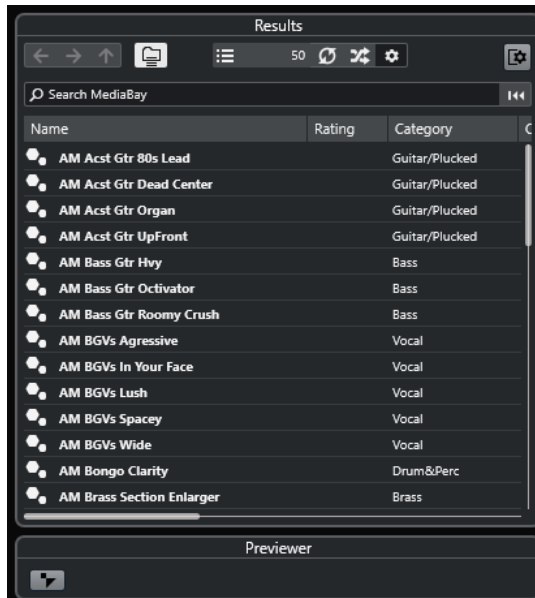 Results
50
Search MediaBay
Name Rating Category C
AM Acst Gtr 80s Lead Guitar/Plucked
AM Acst Gtr Dead Center Guitar/Plucked
AM Acst Gtr Organ Guitar/Plucked
AM Acst Gtr UpFront Guitar/Plucked
AM Bass Gtr Hvy Bass
AM Bass Gtr Octivator Bass
AM Bass Gtr Roomy Crush Bass
AM BGVs Agressive Vocal
AM BGVs In Your Face Vocal
AM BGVs Lush Vocal
AM BGVs Spacey Vocal
AM BGVs Wide Vocal
AM Bongo Clarity Drum&Perc
AM Brass Section Enlarger Brass
Previewer